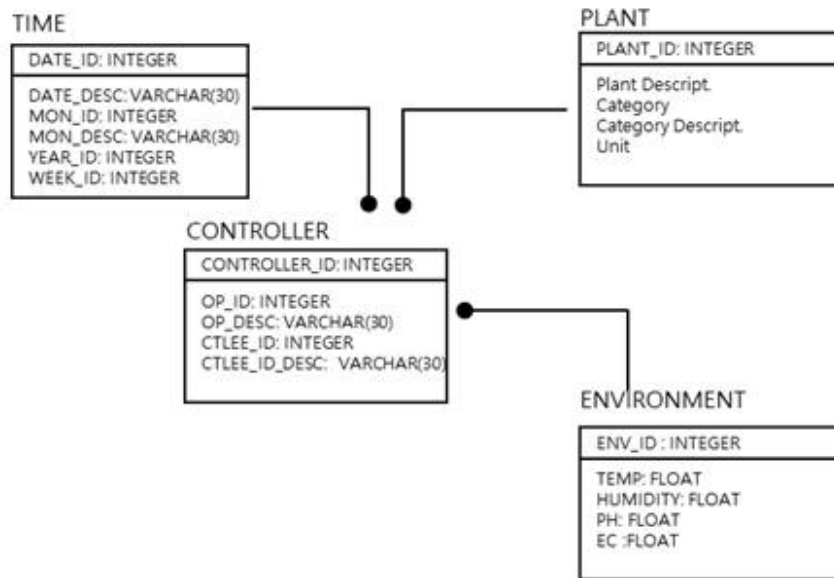 TIME
DATE_ID: INTEGER
DATE_DESC: VARCHAR(30)
MON_ID: INTEGER
MON_DESC: VARCHAR(30)
YEAR_ID: INTEGER
WEEK_ID: INTEGER
PLANT
PLANT_ID: INTEGER
Plant Descript.
Category
Category Descript.
Unit
CONTROLLER
CONTROLLER_ID: INTEGER
OP_ID: INTEGER
OP_DESC: VARCHAR(30)
CTLEE_ID: INTEGER
CTLEE_ID_DESC: VARCHAR(30)
ENVIRONMENT
ENV_ID : INTEGER
TEMP: FLOAT
HUMIDITY: FLOAT
PH: FLOAT
EC :FLOAT